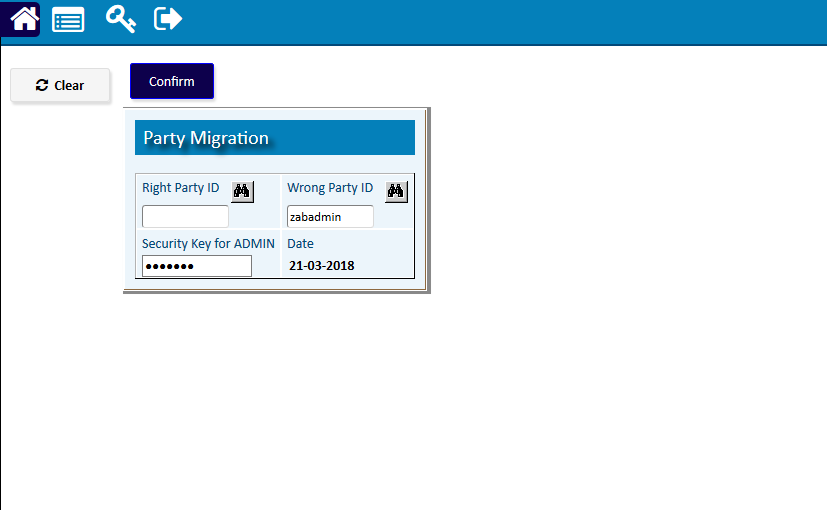 Clear
Confirm
Party Migration
Right Party ID
Wrong Party ID
zabadmin
Security Key for ADMIN
Date
•••••••
21-03-2018